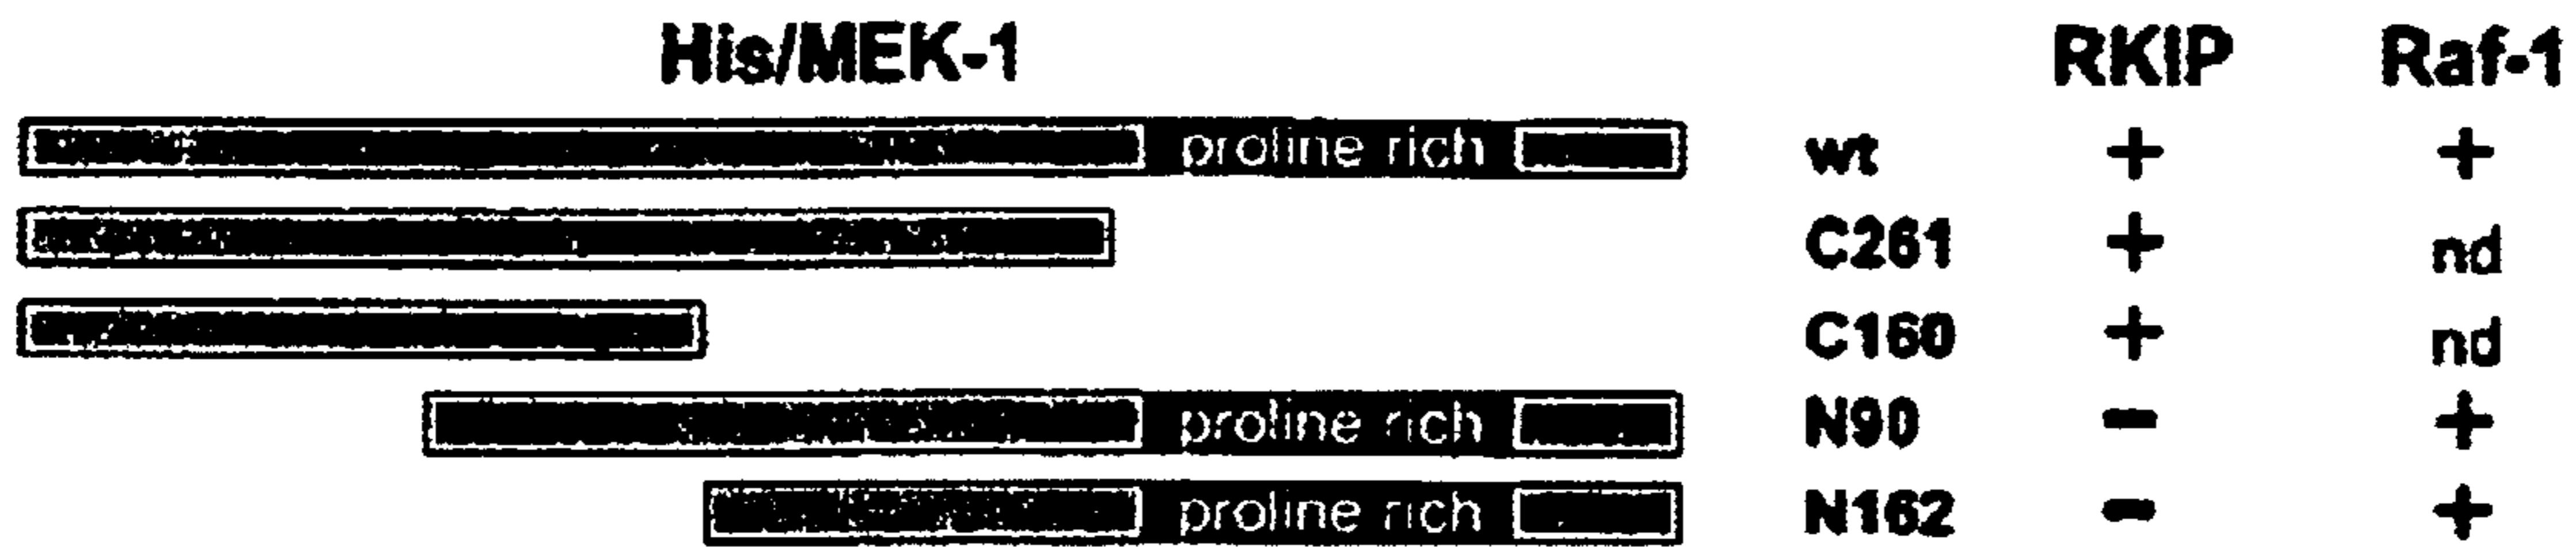 His/MEK-1 RKIP Raf-1
proline rich wt + +
C261 + nd
C160 + nd
proline rich N90 - +
proline rich N162 - +